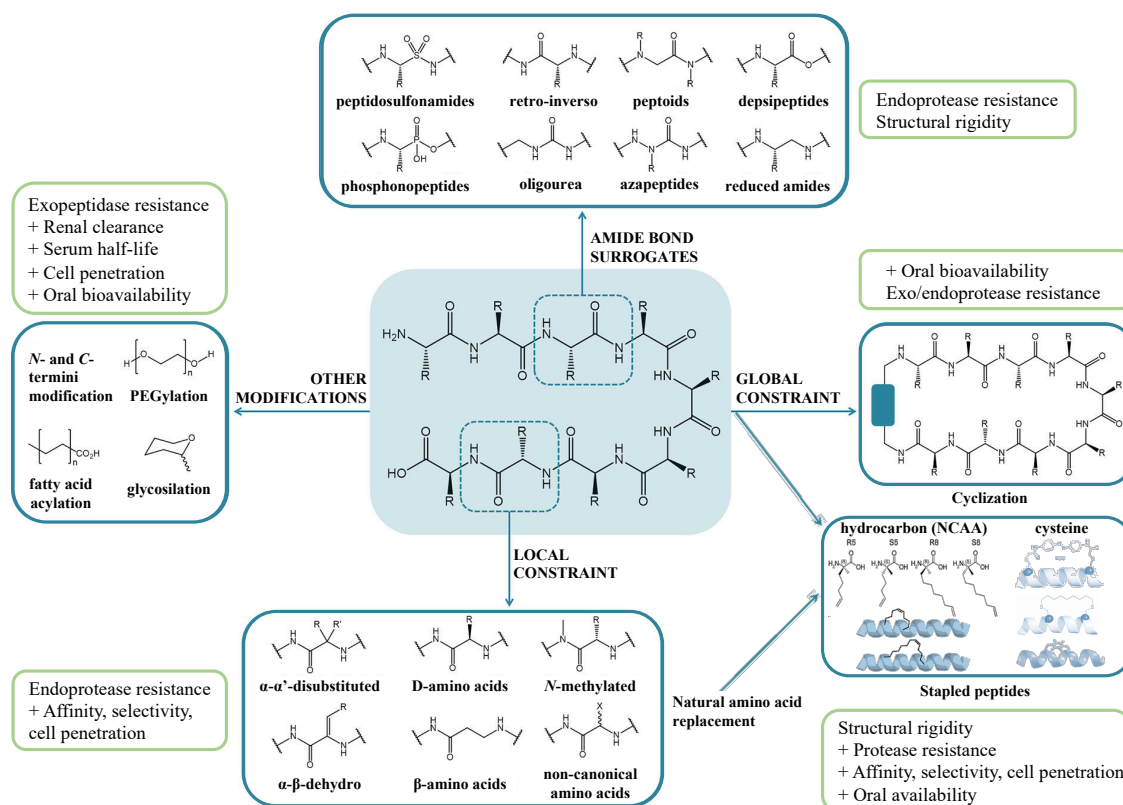 peptidosulfonamides
retro-inverso
peptoids
depsipeptides
phosphonopeptides
oligourea
azapeptides
reduced amides
Endoprotease resistance
Structural rigidity
AMIDE BOND
SURROGATES
Exopeptidase resistance
+ Renal clearance
+ Serum half-life
+ Cell penetration
+ Oral bioavailability
N- and C-
termini
modification
PEGylation
fatty acid
acylation
glycosilation
OTHER
MODIFICATIONS
GLOBAL
CONSTRAINT
+ Oral bioavailability
Exo/endoprotease resistance
Cyclization
hydrocarbon (NCAA)
cysteine
R5
S5
R8
S8
Stapled peptides
LOCAL
CONSTRAINT
α-α’-disubstituted
D-amino acids
N-methylated
α-β-dehydro
β-amino acids
non-canonical
amino acids
Endoprotease resistance
+ Affinity, selectivity,
cell penetration
Natural amino acid
replacement
Structural rigidity
+ Protease resistance
+ Affinity, selectivity, cell penetration
+ Oral availability